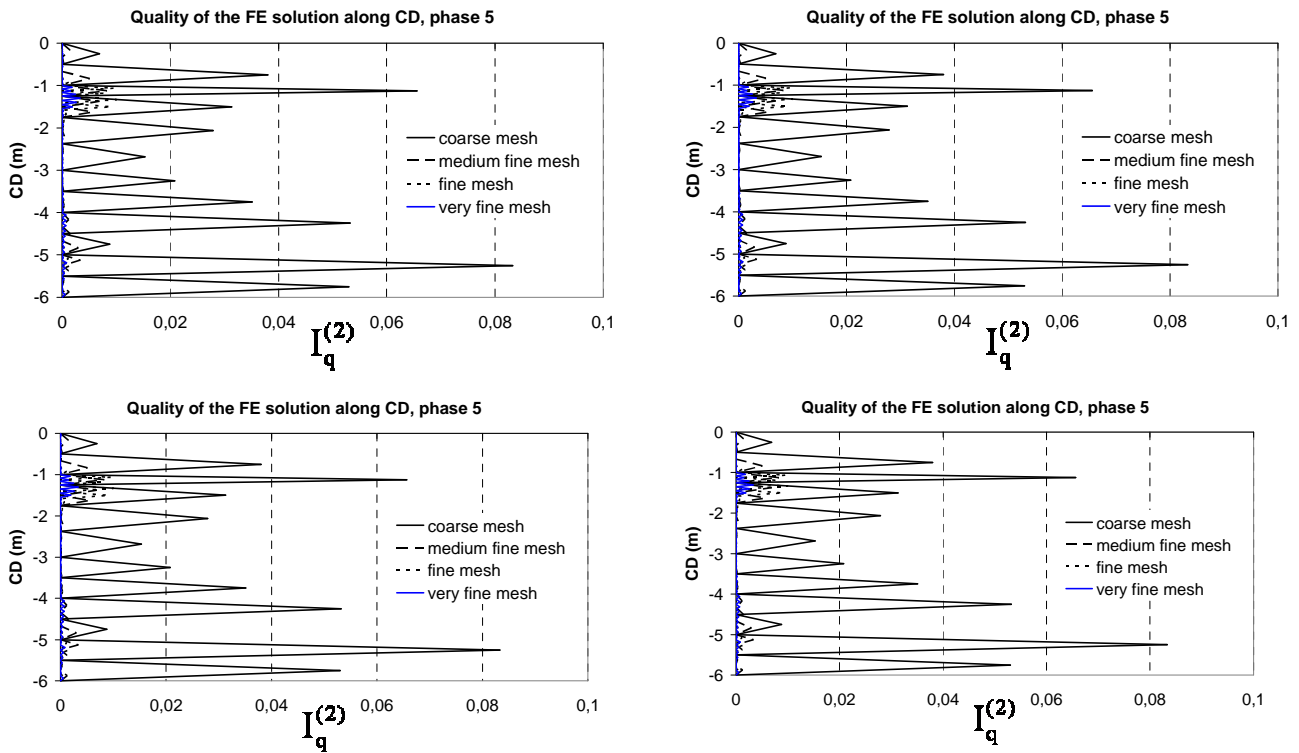 Quality of the FE solution along CD, phase 5
0
-1
-2
-3
-4
-5
-6
CD (m)
coarse mesh
medium fine mesh
fine mesh
very fine mesh
0 0,02 0,04 0,06 0,08 0,1
I_q^(2)
Quality of the FE solution along CD, phase 5
0
-1
-2
-3
-4
-5
-6
CD (m)
coarse mesh
medium fine mesh
fine mesh
very fine mesh
0 0,02 0,04 0,06 0,08 0,1
I_q^(2)
Quality of the FE solution along CD, phase 5
0
-1
-2
-3
-4
-5
-6
CD (m)
coarse mesh
medium fine mesh
fine mesh
very fine mesh
0 0,02 0,04 0,06 0,08 0,1
I_q^(2)
Quality of the FE solution along CD, phase 5
0
-1
-2
-3
-4
-5
-6
CD (m)
coarse mesh
medium fine mesh
fine mesh
very fine mesh
0 0,02 0,04 0,06 0,08 0,1
I_q^(2)